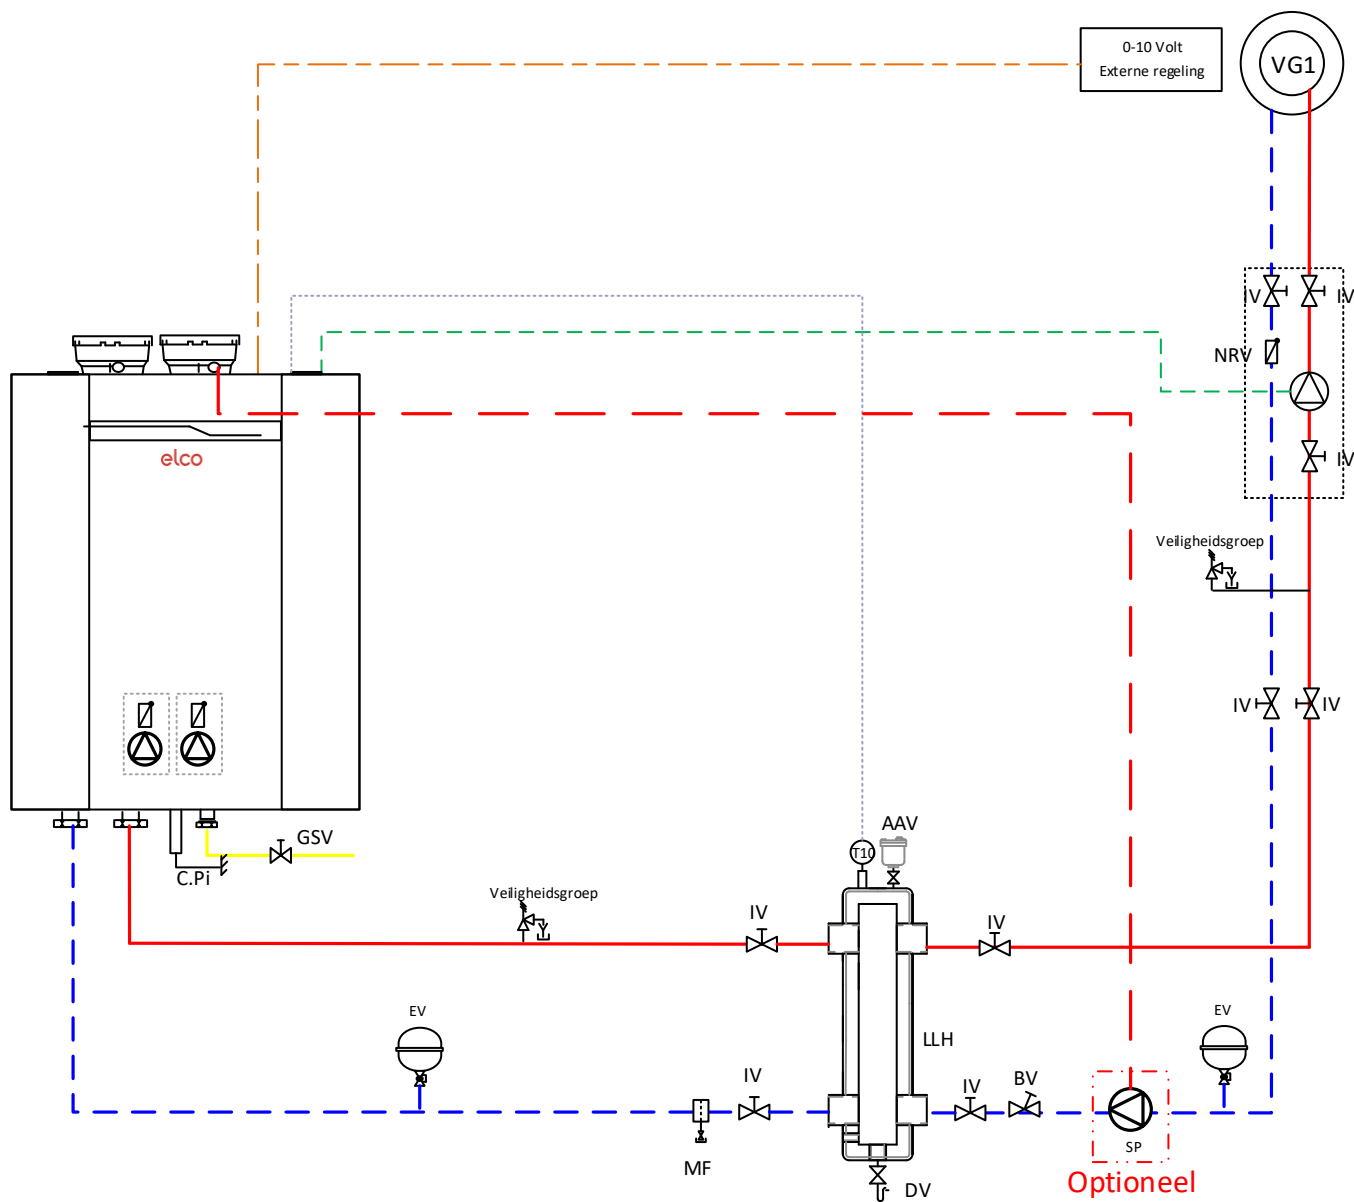 0-10 Volt
Externe regeling
VG1
IV
IV
NRV
IV
elco
Veiligheidsgroep
IV
IV
GSV
C.Pi
AAV
T10
Veiligheidsgroep
IV
IV
EV
EV
LLH
IV
IV
BV
SP
MF
DV
Optioneel